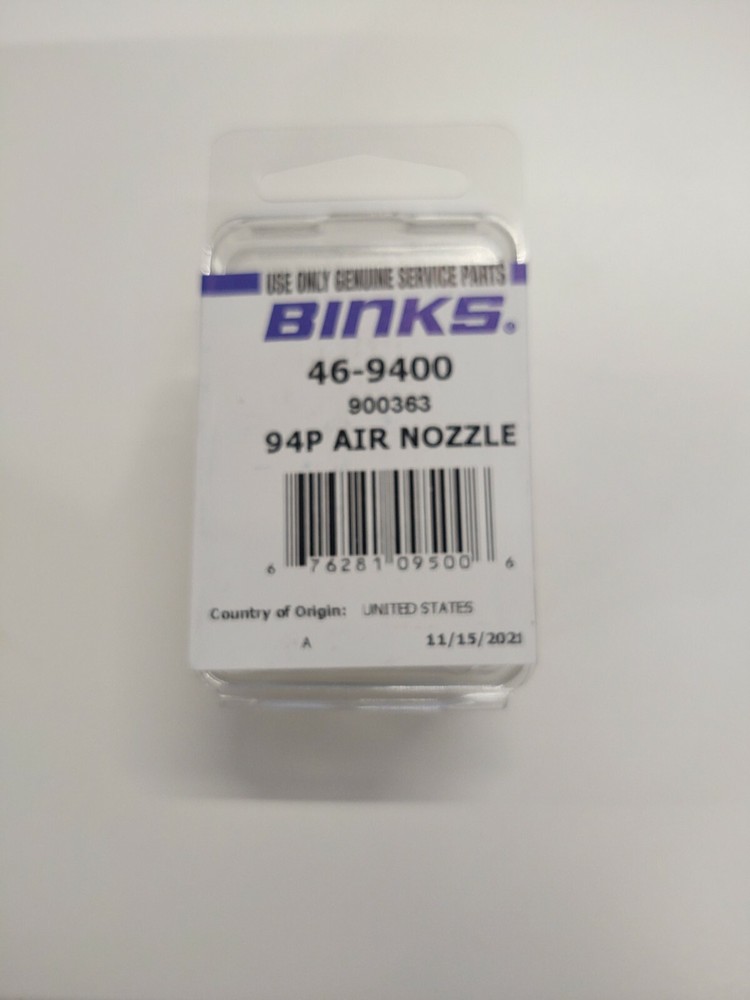 USE ONLY GENUINE SERVICE PARTS
BINKS®
46-9400
900363
94P AIR NOZZLE
6 76281 09500 6
Country of Origin: UNITED STATES
A 11/15/2021